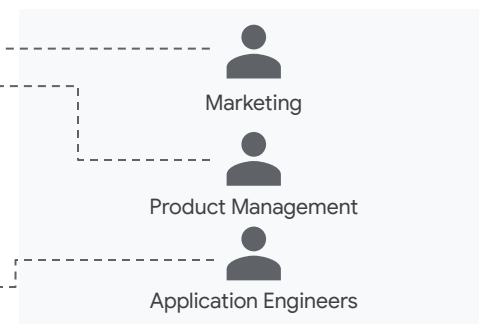 Marketing
Product Management
Application Engineers